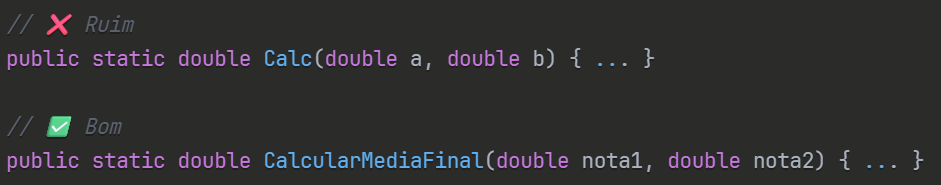 // ❌ Ruim
public static double Calc(double a, double b) { ... }
// ✅ Bom
public static double CalcularMediaFinal(double nota1, double nota2) { ... }